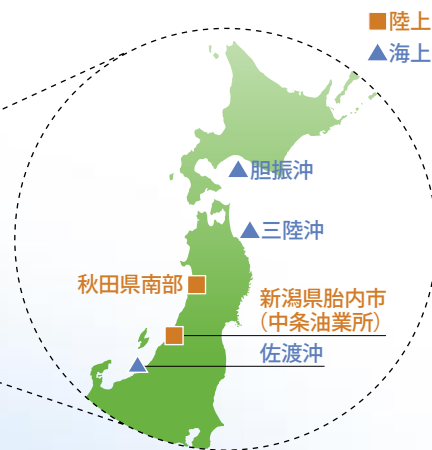 ■陸上
▲海上
胆振沖
三陸沖
秋田県南部
新潟県胎内市
（中条油業所）
佐渡沖